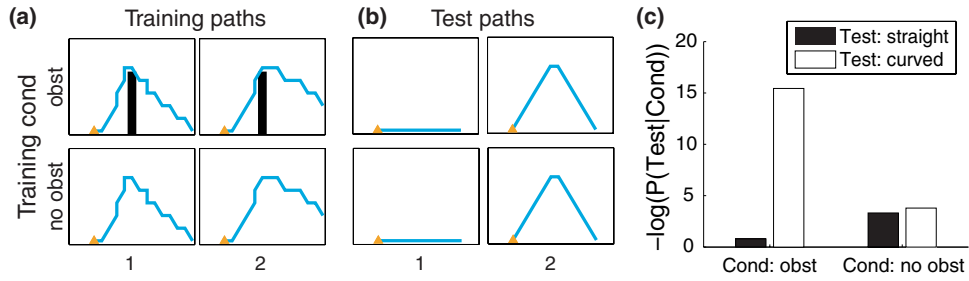 (a) Training paths
Training cond
obst
no obst
1 2
(b) Test paths
1 2
(c)
−log(P(Test|Cond))
20
15
10
5
0
Test: straight
Test: curved
Cond: obst Cond: no obst